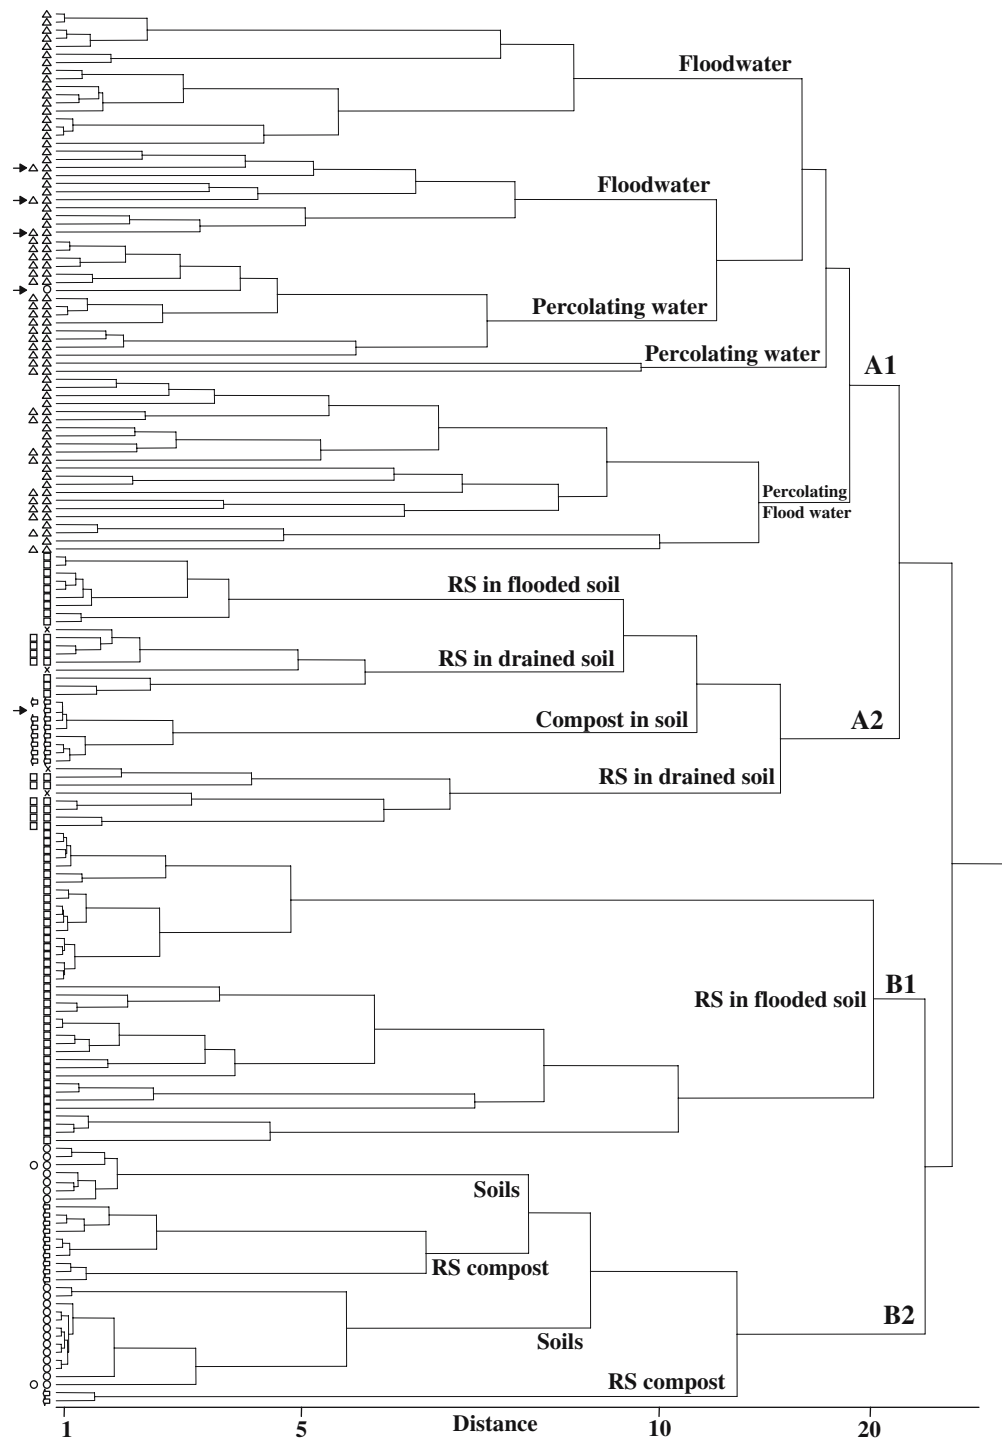 Floodwater
Floodwater
Percolating water
Percolating water
A1
Percolating
Flood water
RS in flooded soil
RS in drained soil
Compost in soil
A2
RS in drained soil
B1
RS in flooded soil
Soils
RS compost
B2
Soils
RS compost
1 5 Distance 10 20